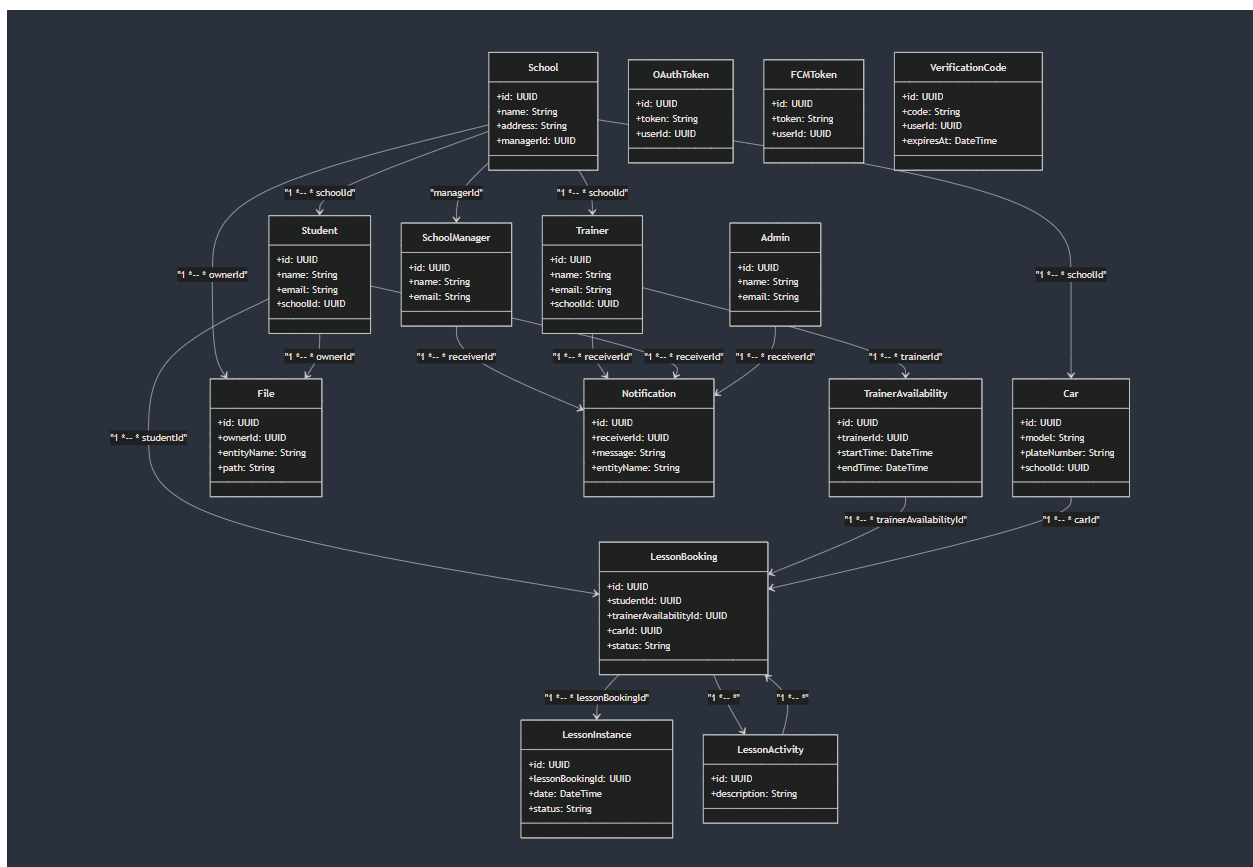 School
+id: UUID
+name: String
+address: String
+managerId: UUID
OAuthToken
+id: UUID
+token: String
+userId: UUID
FCMToken
+id: UUID
+token: String
+userId: UUID
VerificationCode
+id: UUID
+code: String
+userId: UUID
+expiresAt: DateTime
"1 *-- * schoolId"
"managerId"
"1 *-- * schoolId"
Student
+id: UUID
+name: String
+email: String
+schoolId: UUID
SchoolManager
+id: UUID
+name: String
+email: String
Trainer
+id: UUID
+name: String
+email: String
+schoolId: UUID
Admin
+id: UUID
+name: String
+email: String
"1 *-- * ownerId"
"1 *-- * schoolId"
"1 *-- * ownerId"
"1 *-- * receiverId"
"1 *-- * receiverId"
"1 *-- * receiverId"
"1 *-- * receiverId"
"1 *-- * trainerId"
File
+id: UUID
+ownerId: UUID
+entityName: String
+path: String
Notification
+id: UUID
+receiverId: UUID
+message: String
+entityName: String
TrainerAvailability
+id: UUID
+trainerId: UUID
+startTime: DateTime
+endTime: DateTime
Car
+id: UUID
+model: String
+plateNumber: String
+schoolId: UUID
"1 *-- * studentId"
"1 *-- * trainerAvailabilityId"
"1 *-- * carId"
LessonBooking
+id: UUID
+studentId: UUID
+trainerAvailabilityId: UUID
+carId: UUID
+status: String
"1 *-- * lessonBookingId"
"1 *-- *"
"1 *-- *"
LessonInstance
+id: UUID
+lessonBookingId: UUID
+date: DateTime
+status: String
LessonActivity
+id: UUID
+description: String